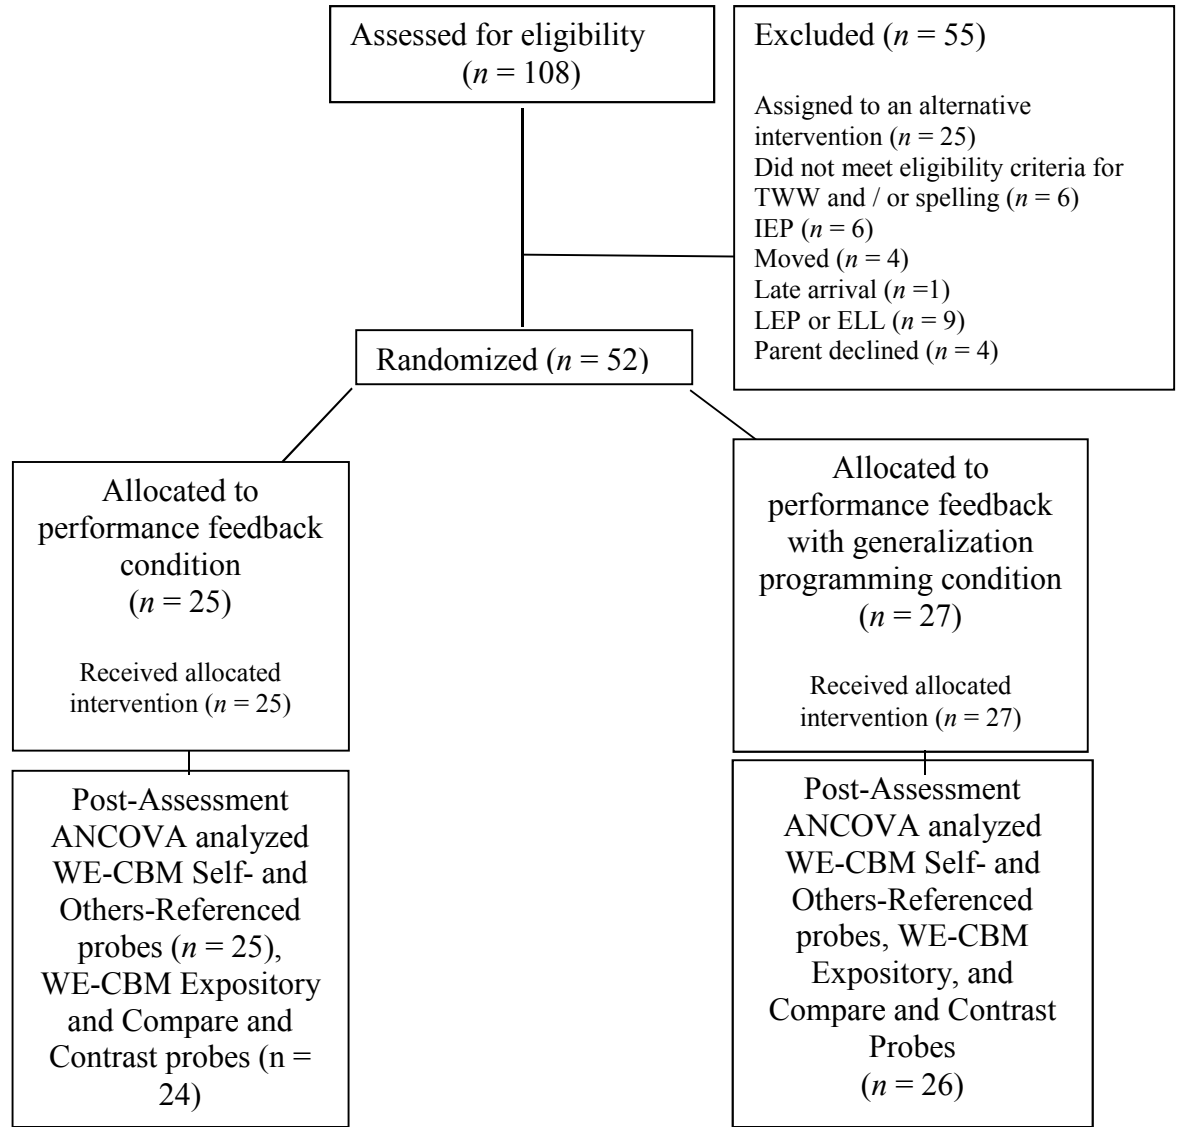 Assessed for eligibility
(n = 108)
Excluded (n = 55)
Assigned to an alternative
intervention (n = 25)
Did not meet eligibility criteria for
TWW and / or spelling (n = 6)
IEP (n = 6)
Moved (n = 4)
Late arrival (n =1)
LEP or ELL (n = 9)
Parent declined (n = 4)
Randomized (n = 52)
Allocated to
performance feedback
condition
(n = 25)
Received allocated
intervention (n = 25)
Allocated to
performance feedback
with generalization
programming condition
(n = 27)
Received allocated
intervention (n = 27)
Post-Assessment
ANCOVA analyzed
WE-CBM Self- and
Others-Referenced
probes (n = 25),
WE-CBM Expository
and Compare and
Contrast probes (n =
24)
Post-Assessment
ANCOVA analyzed
WE-CBM Self- and
Others-Referenced
probes, WE-CBM
Expository, and
Compare and Contrast
Probes
(n = 26)